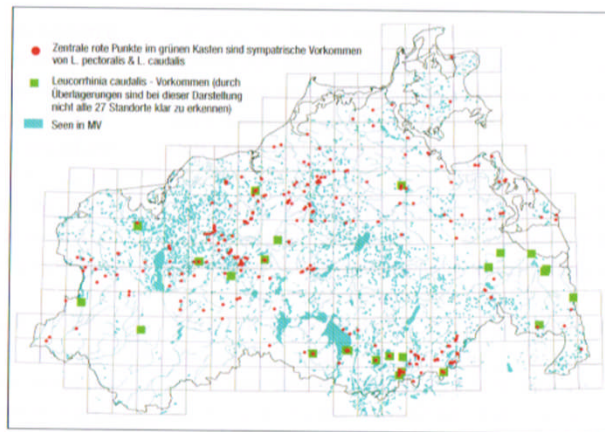 Zentrale rote Punkte im grünen Kasten sind sympatrische Vorkommen
von L. pectoralis & L. caudalis
Leucorrhinia caudalis - Vorkommen (durch
Überlagerungen sind bei dieser Darstellung
nicht alle 27 Standorte klar zu erkennen)
Seen in MV